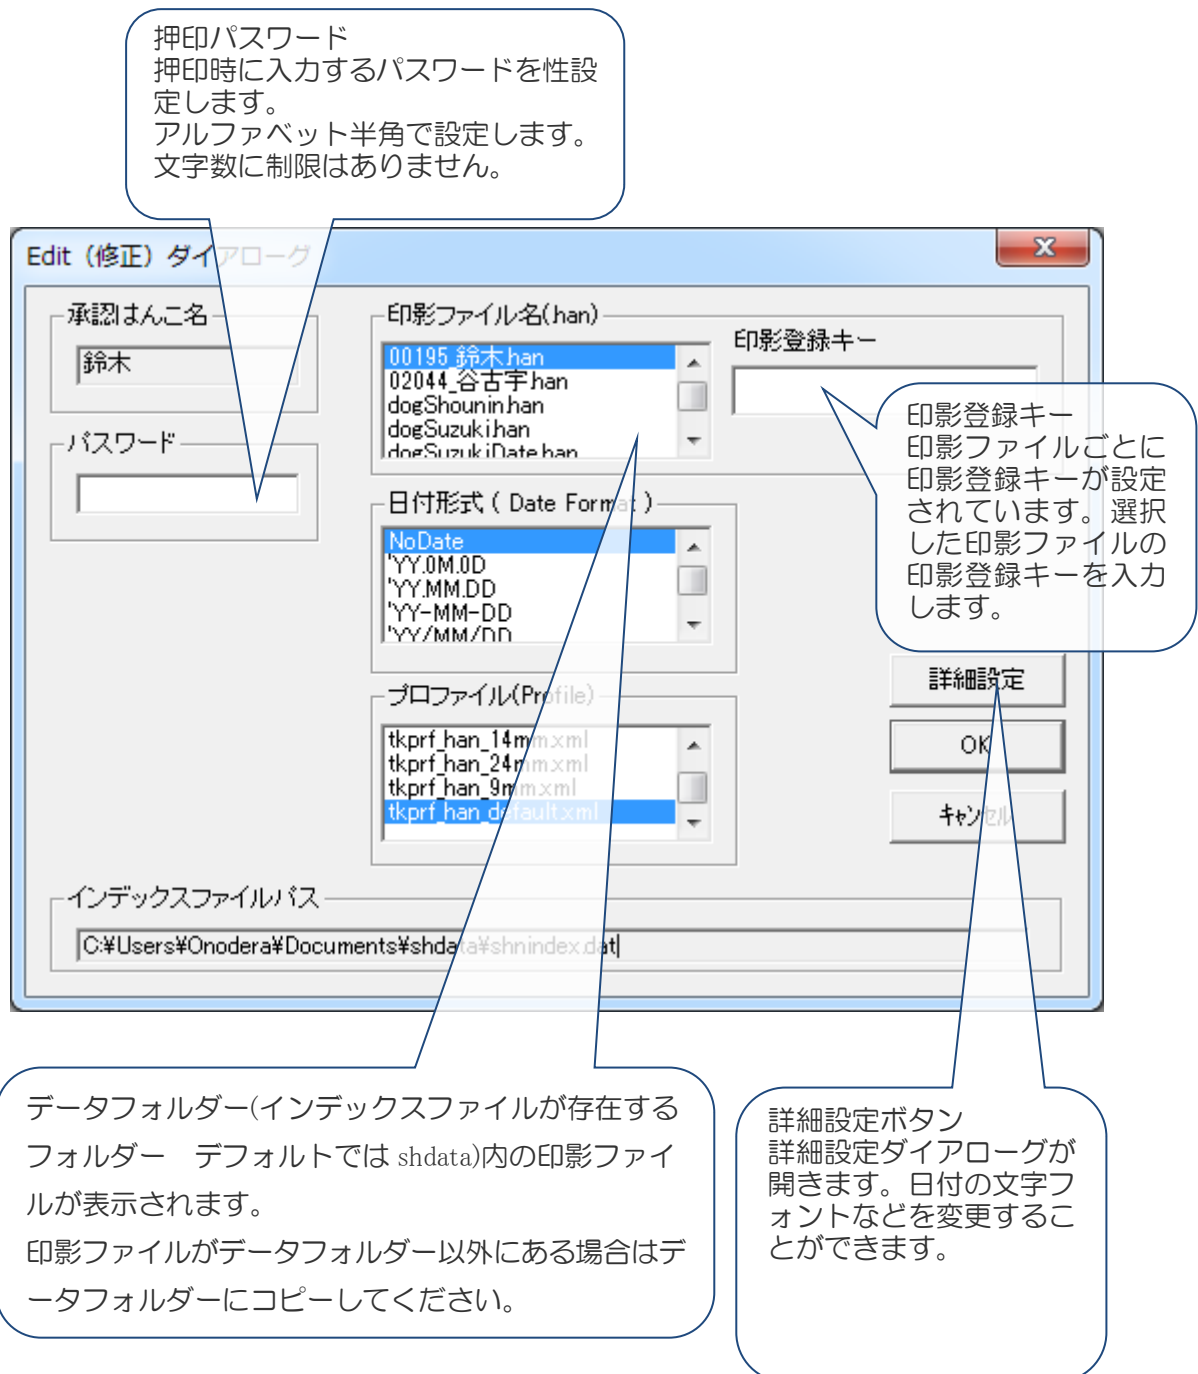 押印パスワード
押印時に入力するパスワードを性設
定します。
アルファベット半角で設定します。
文字数に制限はありません。
Edit（修正）ダイアローグ
承認はんこ名
鈴木
パスワード
印影ファイル名(han)
00195_鈴木.han
02044_谷古宇.han
dogShounin.han
dogSuzuki.han
dogSuzukiDate.han
印影登録キー
印影登録キー
印影ファイルごとに
印影登録キーが設定
されています。選択
した印影ファイルの
印影登録キーを入力
します。
日付形式 ( Date Format )
NoDate
'YY.0M.0D
'YY.MM.DD
'YY-MM-DD
'YY/MM/DD
プロファイル(Profile)
tkprf_han_14mm.xml
tkprf_han_24mm.xml
tkprf_han_9mm.xml
tkprf_han_default.xml
詳細設定
OK
キャンセル
インデックスファイルパス
C:¥Users¥Onodera¥Documents¥shdata¥shnindex.dat
データフォルダー(インデックスファイルが存在する
フォルダー　デフォルトでは shdata)内の印影ファイ
ルが表示されます。
印影ファイルがデータフォルダー以外にある場合はデ
ータフォルダーにコピーしてください。
詳細設定ボタン
詳細設定ダイアローグが
開きます。日付の文字フ
ォントなどを変更するこ
とができます。